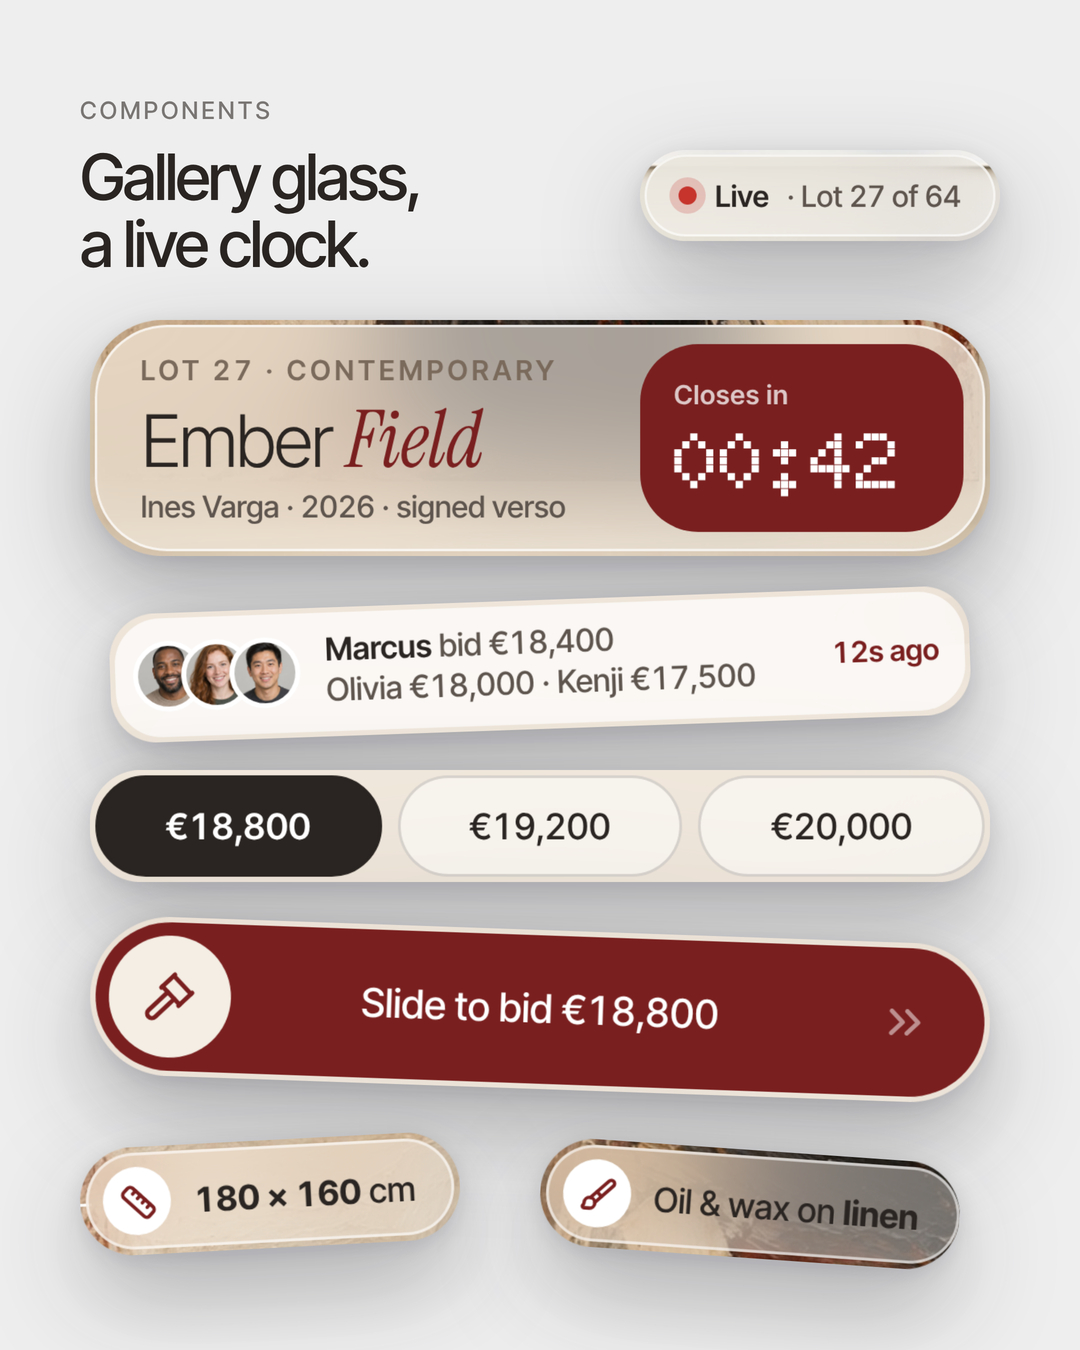 COMPONENTS
Gallery glass,
a live clock.
Live · Lot 27 of 64
LOT 27 · CONTEMPORARY
Ember Field
Ines Varga · 2026 · signed verso
Closes in
00:42
Marcus bid €18,400
Olivia €18,000 · Kenji €17,500
12s ago
€18,800
€19,200
€20,000
Slide to bid €18,800
180 × 160 cm
Oil & wax on linen